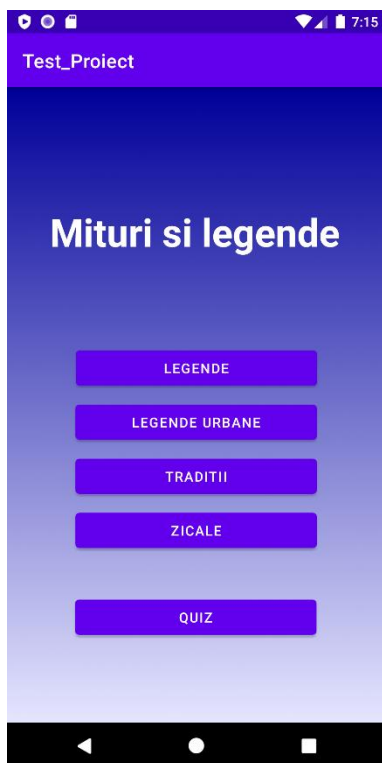 7:15
Test_Proiect
Mituri si legende
LEGENDE
LEGENDE URBANE
TRADITII
ZICALE
QUIZ